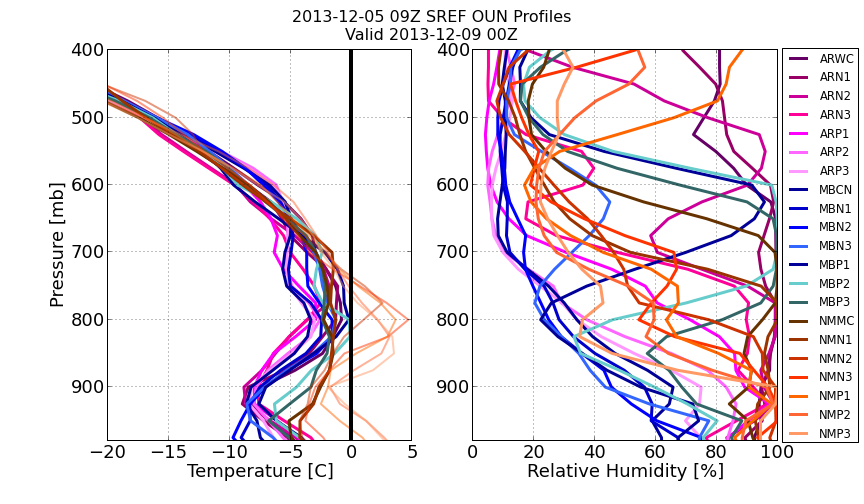 2013-12-05 09Z SREF OUN Profiles
Valid 2013-12-09 00Z
Pressure [mb]
400
500
600
700
800
900
−20
−15
−10
−5
0
5
Temperature [C]
400
500
600
700
800
900
0
20
40
60
80
100
Relative Humidity [%]
ARWC
ARN1
ARN2
ARN3
ARP1
ARP2
ARP3
MBCN
MBN1
MBN2
MBN3
MBP1
MBP2
MBP3
NMMC
NMN1
NMN2
NMN3
NMP1
NMP2
NMP3